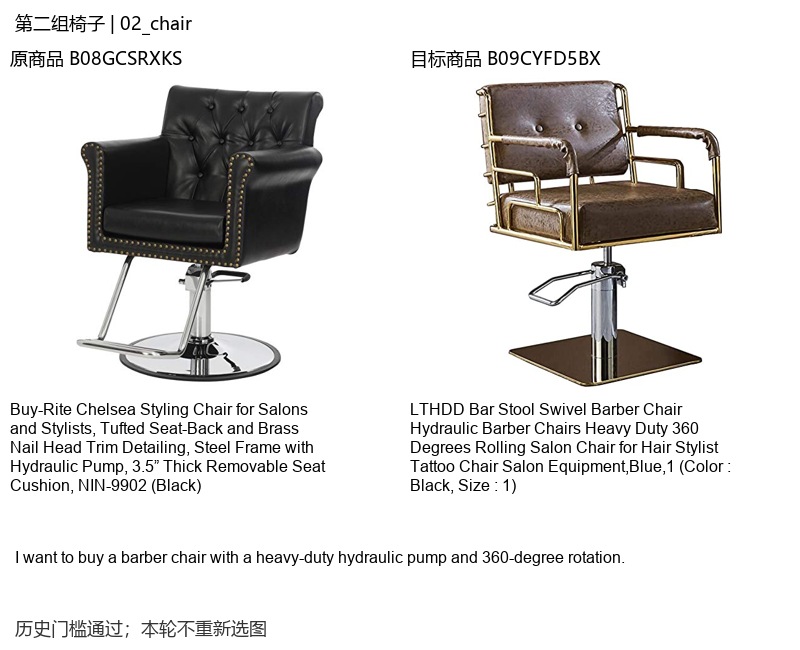 第二组椅子 | 02_chair
原商品 B08GCSRXKS
目标商品 B09CYFD5BX
Buy-Rite Chelsea Styling Chair for Salons
and Stylists, Tufted Seat-Back and Brass
Nail Head Trim Detailing, Steel Frame with
Hydraulic Pump, 3.5” Thick Removable Seat
Cushion, NIN-9902 (Black)
LTHDD Bar Stool Swivel Barber Chair
Hydraulic Barber Chairs Heavy Duty 360
Degrees Rolling Salon Chair for Hair Stylist
Tattoo Chair Salon Equipment,Blue,1 (Color :
Black, Size : 1)
I want to buy a barber chair with a heavy-duty hydraulic pump and 360-degree rotation.
历史门槛通过；本轮不重新选图